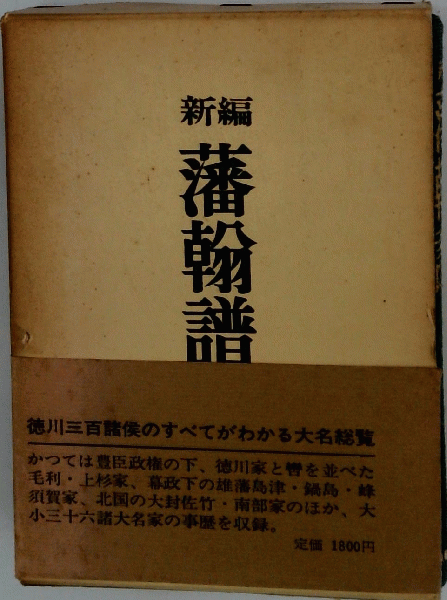 新編
藩翰譜
徳川三百諸侯のすべてがわかる大名総覧
かつては豊臣政権の下、徳川家と轡を並べた
毛利・上杉家、幕政下の雄藩島津・鍋島・蜂
須賀家、北国の大封佐竹・南部家のほか、大
小三十六諸大名家の事歴を収録。
定価 1800円